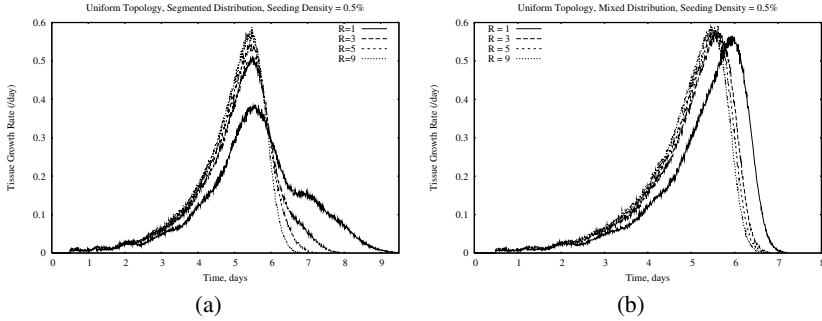 Uniform Topology, Segmented Distribution, Seeding Density = 0.5%
Tissue Growth Rate (/day)
0.6
0.5
0.4
0.3
0.2
0.1
0
R=1
R=3
R=5
R=9
0 1 2 3 4 5 6 7 8 9
Time, days
(a)
Uniform Topology, Mixed Distribution, Seeding Density = 0.5%
Tissue Growth Rate (/day)
0.6
0.5
0.4
0.3
0.2
0.1
0
R = 1
R = 3
R = 5
R = 9
0 1 2 3 4 5 6 7 8
Time, days
(b)